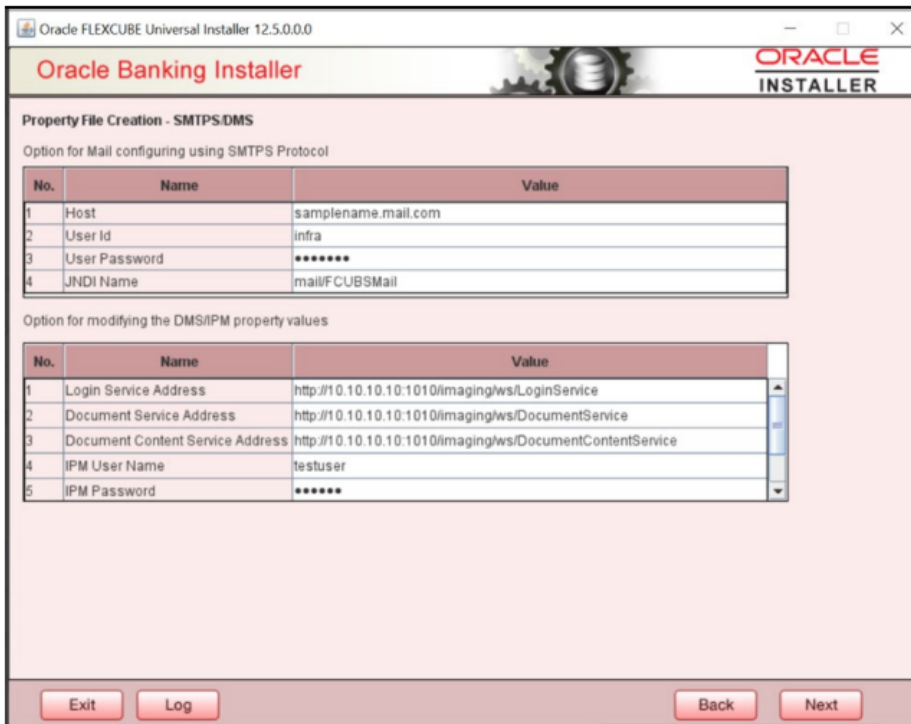 Oracle FLEXCUBE Universal Installer 12.5.0.0.0
Oracle Banking Installer
ORACLE
INSTALLER
Property File Creation - SMTPS/DMS
Option for Mail configuring using SMTPS Protocol
No. Name Value
1 Host samplename.mail.com
2 User Id infra
3 User Password •••••••
4 JNDI Name mail/FCUBSMail
Option for modifying the DMS/IPM property values
No. Name Value
1 Login Service Address http://10.10.10.10:1010/imaging/ws/LoginService
2 Document Service Address http://10.10.10.10:1010/imaging/ws/DocumentService
3 Document Content Service Address http://10.10.10.10:1010/imaging/ws/DocumentContentService
4 IPM User Name testuser
5 IPM Password ••••••
Exit Log Back Next